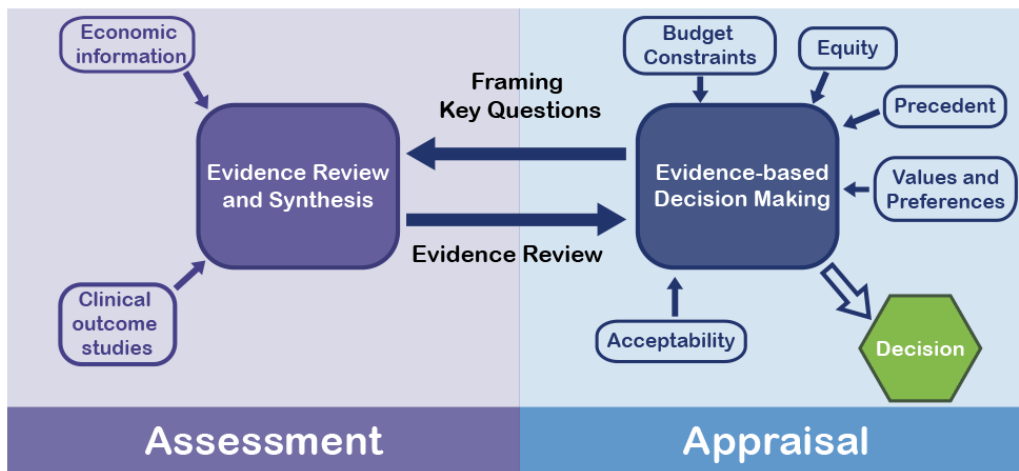 Economic
information
Evidence Review
and Synthesis
Clinical
outcome
studies
Framing
Key Questions
Evidence Review
Budget
Constraints
Equity
Precedent
Values and
Preferences
Evidence-based
Decision Making
Acceptability
Decision
Assessment
Appraisal